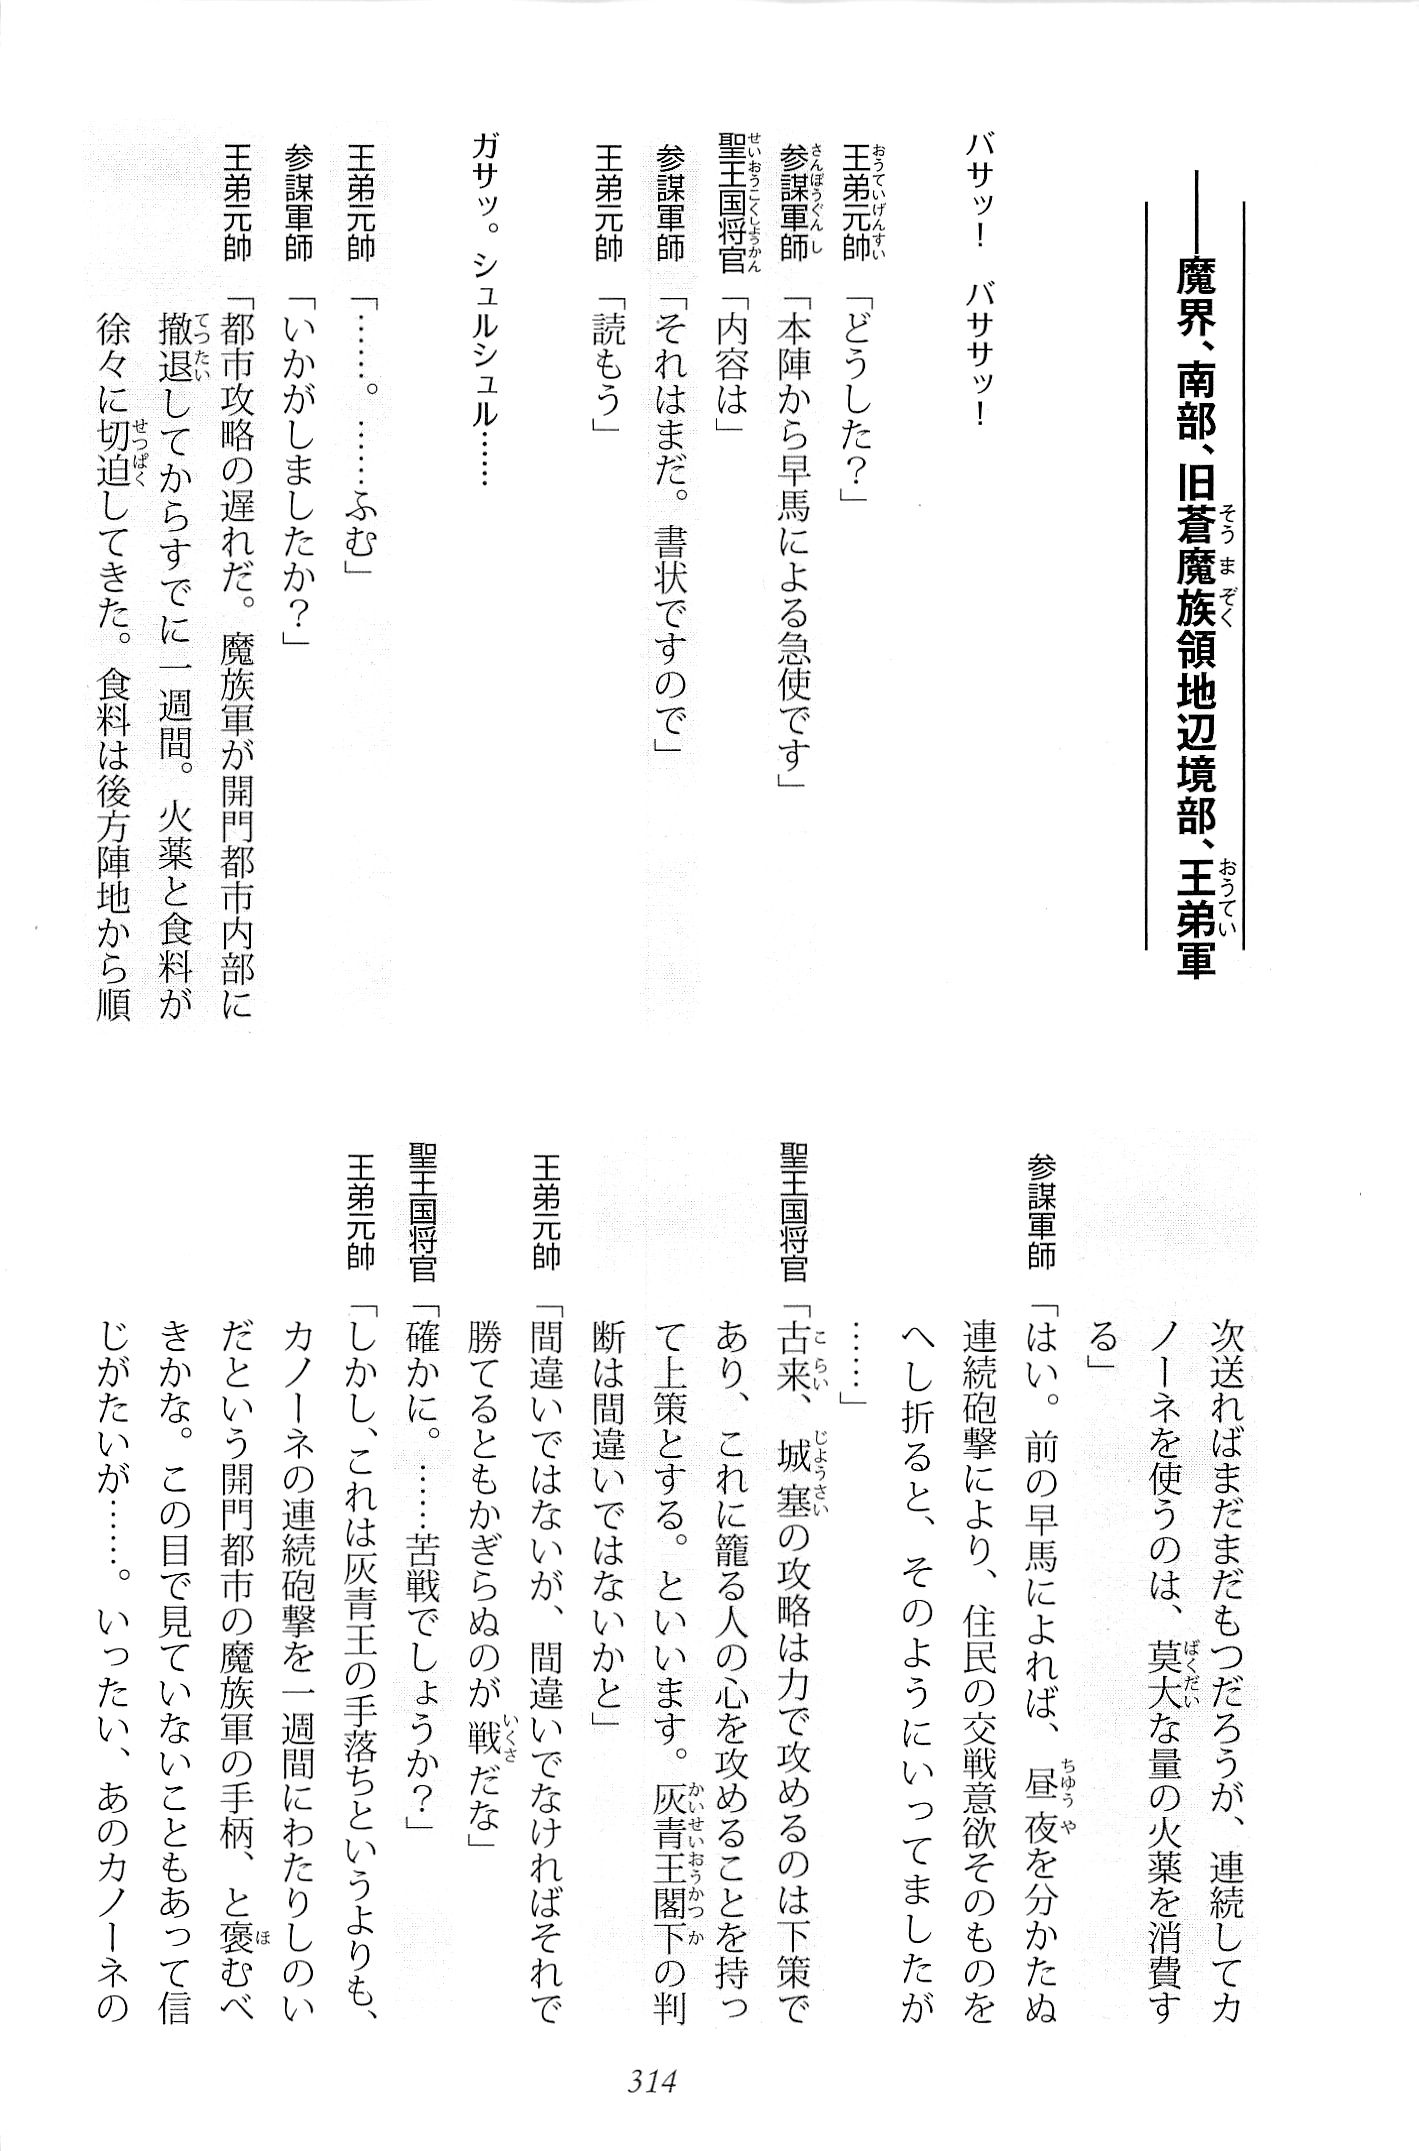 ――魔界、南部、旧蒼魔族領地辺境部、王弟軍
バサッ！　バササッ！
王弟元帥「どうした？」
参謀軍師「本陣から早馬による急使です」
聖王国将官「内容は」
参謀軍師「それはまだ。書状ですので」
王弟元帥「読もう」
ガサッ。シュルシュル……
王弟元帥「……。……ふむ」
参謀軍師「いかがしましたか？」
王弟元帥「都市攻略の遅れだ。魔族軍が開門都市内部に
撤退してからすでに一週間。火薬と食料が
徐々に切迫してきた。食料は後方陣地から順
次送ればまだまだもつだろうが、連続してカ
ノーネを使うのは、莫大な量の火薬を消費す
る」
参謀軍師「はい。前の早馬によれば、昼夜を分かたぬ
連続砲撃により、住民の交戦意欲そのものを
へし折ると、そのようにいってましたが
……」
聖王国将官「古来、城塞の攻略は力で攻めるのは下策で
あり、これに籠る人の心を攻めることを持っ
て上策とする。といいます。灰青王閣下の判
断は間違いではないかと」
王弟元帥「間違いではないが、間違いでなければそれで
勝てるともかぎらぬのが戦だな」
聖王国将官「確かに。……苦戦でしょうか？」
王弟元帥「しかし、これは灰青王の手落ちというよりも、
カノーネの連続砲撃を一週間にわたりしのい
だという開門都市の魔族軍の手柄、と褒むべ
きかな。この目で見ていないこともあって信
じがたいが……。いったい、あのカノーネの
314